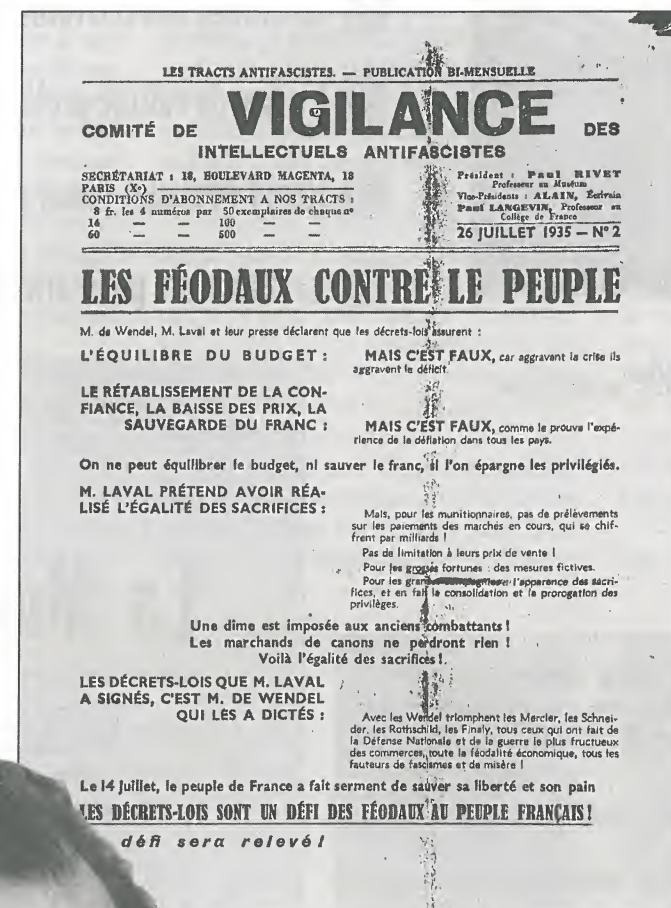 LES TRACTS ANTIFASCISTES. — PUBLICATION BI-MENSUELLE
COMITÉ DE VIGILANCE DES
INTELLECTUELS ANTIFASCISTES
SECRÉTARIAT : 18, BOULEVARD MAGENTA, 18
PARIS (Xe)
CONDITIONS D'ABONNEMENT A NOS TRACTS :
8 fr. les 4 numéros par 50 exemplaires de chaque nº
14 — — 100 — —
60 — — 500 — —
Président : Paul RIVET
Professeur au Muséum
Vice-Présidents : ALAIN, Écrivain
Paul LANGEVIN, Professeur au
Collège de France
26 JUILLET 1935 — Nº 2
LES FÉODAUX CONTRE LE PEUPLE
M. de Wendel, M. Laval et leur presse déclarent que les décrets-lois assurent :
L'ÉQUILIBRE DU BUDGET :
MAIS C'EST FAUX, car aggravant la crise ils
aggravent le déficit.
LE RÉTABLISSEMENT DE LA CON-
FIANCE, LA BAISSE DES PRIX, LA
SAUVEGARDE DU FRANC :
MAIS C'EST FAUX, comme le prouve l'expé-
rience de la déflation dans tous les pays.
On ne peut équilibrer le budget, ni sauver le franc, si l'on épargne les privilégiés.
M. LAVAL PRÉTEND AVOIR RÉA-
LISÉ L'ÉGALITÉ DES SACRIFICES :
Mais, pour les munitionnaires, pas de prélèvements
sur les paiements des marchés en cours, qui se chif-
frent par milliards !
Pas de limitation à leurs prix de vente !
Pour les grosses fortunes : des mesures fictives.
Pour les l'apparence des sacri-
fices, et en fait la consolidation et la prorogation des
privilèges.
Une dîme est imposée aux anciens combattants !
Les marchands de canons ne perdront rien !
Voilà l'égalité des sacrifices !
LES DÉCRETS-LOIS QUE M. LAVAL
A SIGNÉS, C'EST M. DE WENDEL
QUI LES A DICTÉS :
Avec les Wendel triomphent les Mercier, les Schnei-
der, les Rothschild, les Finaly, tous ceux qui ont fait de
la Défense Nationale et de la guerre le plus fructueux
des commerces, toute la féodalité économique, tous les
fauteurs de fascismes et de misère !
Le 14 Juillet, le peuple de France a fait serment de sauver sa liberté et son pain
LES DÉCRETS-LOIS SONT UN DÉFI DES FÉODAUX AU PEUPLE FRANÇAIS !
défi sera relevé !